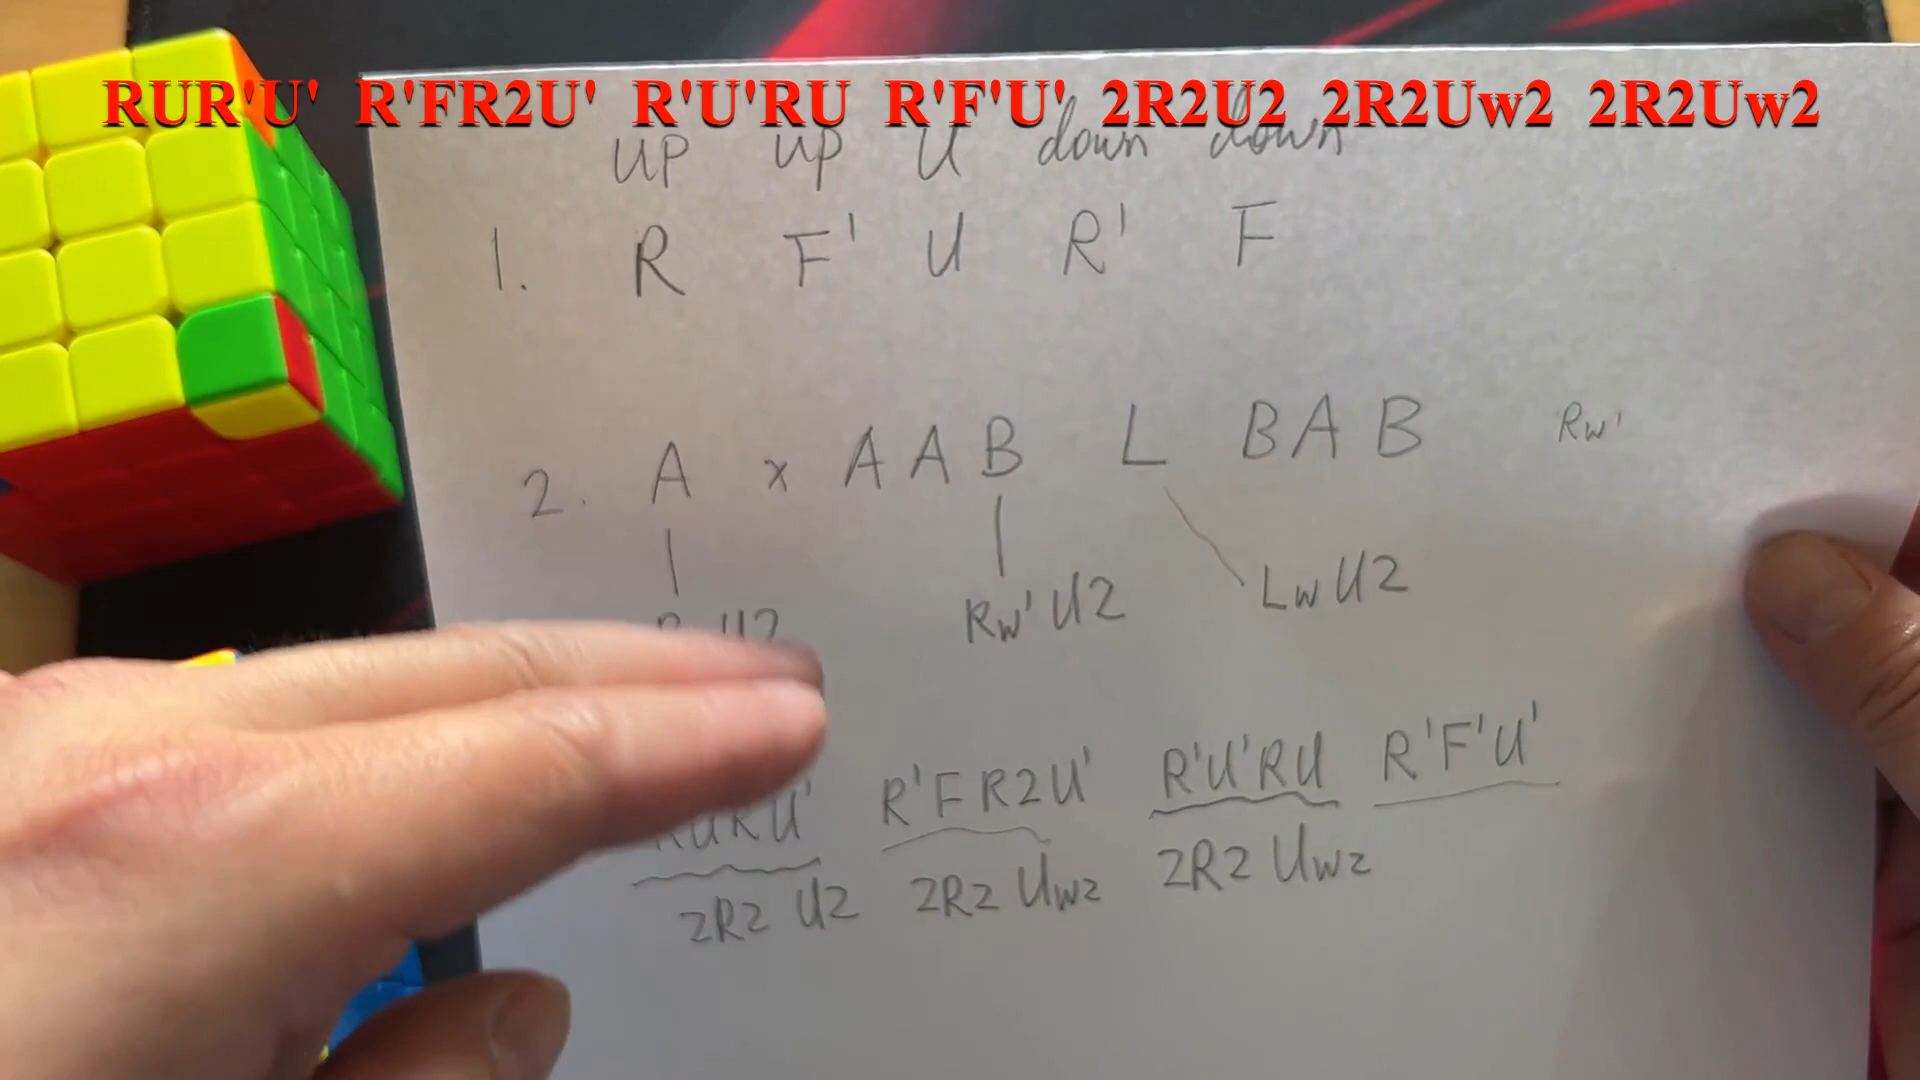 RUR'U' R'FR2U' R'U'RU R'F'U' 2R2U2 2R2Uw2 2R2Uw2
up up U down down
1. R F' U R' F
2. A x A A B L B A B Rw'
U2 Rw' U2 Lw U2
R'FR2U' R'U'RU R'F'U'
2R2 U2 2R2 Uw2 2R2 Uw2